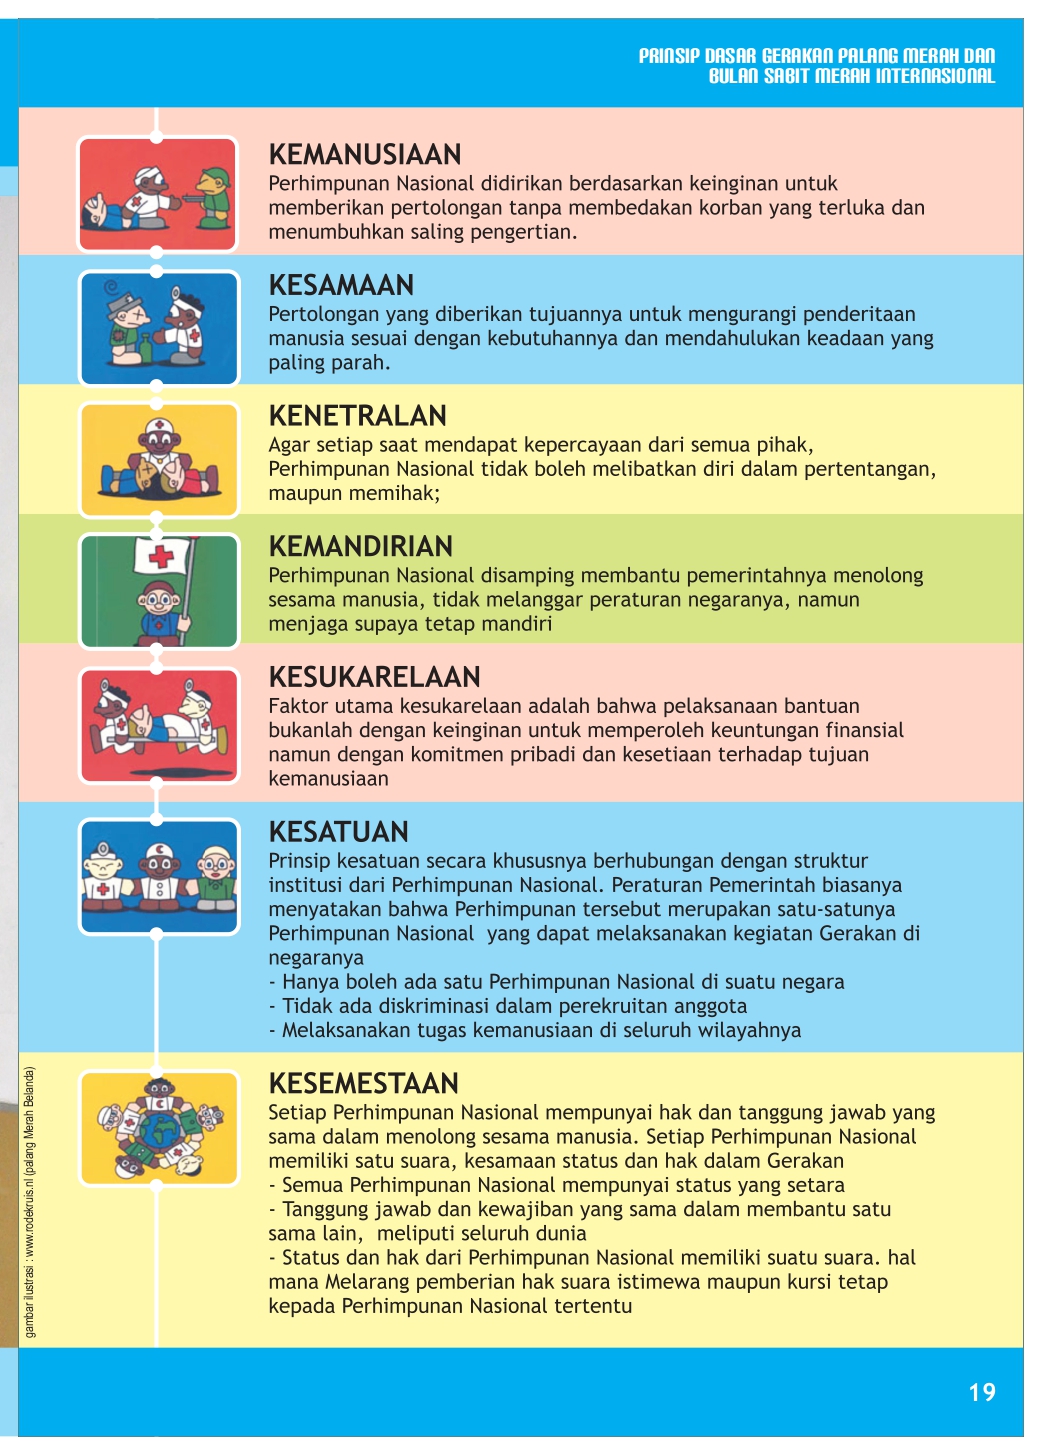 PRINSIP DASAR GERAKAN PALANG MERAH DAN
BULAN SABIT MERAH INTERNASIONAL
KEMANUSIAAN
Perhimpunan Nasional didirikan berdasarkan keinginan untuk
memberikan pertolongan tanpa membedakan korban yang terluka dan
menumbuhkan saling pengertian.
KESAMAAN
Pertolongan yang diberikan tujuannya untuk mengurangi penderitaan
manusia sesuai dengan kebutuhannya dan mendahulukan keadaan yang
paling parah.
KENETRALAN
Agar setiap saat mendapat kepercayaan dari semua pihak,
Perhimpunan Nasional tidak boleh melibatkan diri dalam pertentangan,
maupun memihak;
KEMANDIRIAN
Perhimpunan Nasional disamping membantu pemerintahnya menolong
sesama manusia, tidak melanggar peraturan negaranya, namun
menjaga supaya tetap mandiri
KESUKARELAAN
Faktor utama kesukarelaan adalah bahwa pelaksanaan bantuan
bukanlah dengan keinginan untuk memperoleh keuntungan finansial
namun dengan komitmen pribadi dan kesetiaan terhadap tujuan
kemanusiaan
KESATUAN
Prinsip kesatuan secara khususnya berhubungan dengan struktur
institusi dari Perhimpunan Nasional. Peraturan Pemerintah biasanya
menyatakan bahwa Perhimpunan tersebut merupakan satu-satunya
Perhimpunan Nasional  yang dapat melaksanakan kegiatan Gerakan di
negaranya
- Hanya boleh ada satu Perhimpunan Nasional di suatu negara
- Tidak ada diskriminasi dalam perekruitan anggota
- Melaksanakan tugas kemanusiaan di seluruh wilayahnya
KESEMESTAAN
Setiap Perhimpunan Nasional mempunyai hak dan tanggung jawab yang
sama dalam menolong sesama manusia. Setiap Perhimpunan Nasional
memiliki satu suara, kesamaan status dan hak dalam Gerakan
- Semua Perhimpunan Nasional mempunyai status yang setara
- Tanggung jawab dan kewajiban yang sama dalam membantu satu
sama lain,  meliputi seluruh dunia
- Status dan hak dari Perhimpunan Nasional memiliki suatu suara. hal
mana Melarang pemberian hak suara istimewa maupun kursi tetap
kepada Perhimpunan Nasional tertentu
gambar ilustrasi : www.rodekruis.nl (palang Merah Belanda)
19